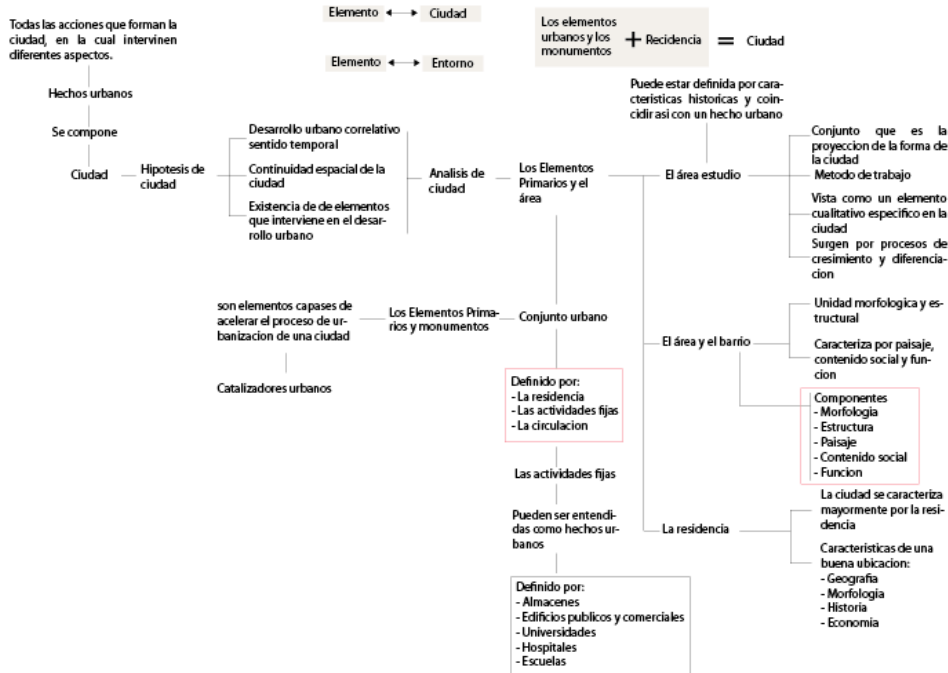 Todas las acciones que forman la
ciudad, en la cual intervinen
diferentes aspectos.
Hechos urbanos
Se compone
Ciudad
Hipotesis de
ciudad
Desarrollo urbano correlativo
sentido temporal
Continuidad espacial de la
ciudad
Existencia de de elementos
que interviene en el desar-
rollo urbano
Analisis de
ciudad
Elemento
Ciudad
Elemento
Entorno
Los elementos
urbanos y los
monumentos
+
Residencia
=
Ciudad
Los Elementos
Primarios y el
área
Puede estar definida por carac-
teristicas historicas y coin-
cidir asi con un hecho urbano
El área estudio
Conjunto que es la
proyeccion de la forma de
la ciudad
Metodo de trabajo
Vista como un elemento
cualitativo especifico en la
ciudad
Surgen por procesos de
cresimiento y diferencia-
cion
son elementos capases de
acelerar el proceso de ur-
banizacion de una ciudad
Los Elementos Prima-
rios y monumentos
Conjunto urbano
Catalizadores urbanos
Definido por:
- La residencia
- Las actividades fijas
- La circulacion
Las actividades fijas
Pueden ser entendi-
das como hechos ur-
banos
Definido por:
- Almacenes
- Edificios publicos y comerciales
- Universidades
- Hospitales
- Escuelas
El área y el barrio
Unidad morfologica y es-
tructural
Caracteriza por paisaje,
contenido social y fun-
cion
Componentes
- Morfologia
- Estructura
- Paisaje
- Contenido social
- Funcion
La residencia
La ciudad se caracteriza
mayormente por la resi-
dencia
Caracteristicas de una
buena ubicacion:
- Geografia
- Morfologia
- Historia
- Economia